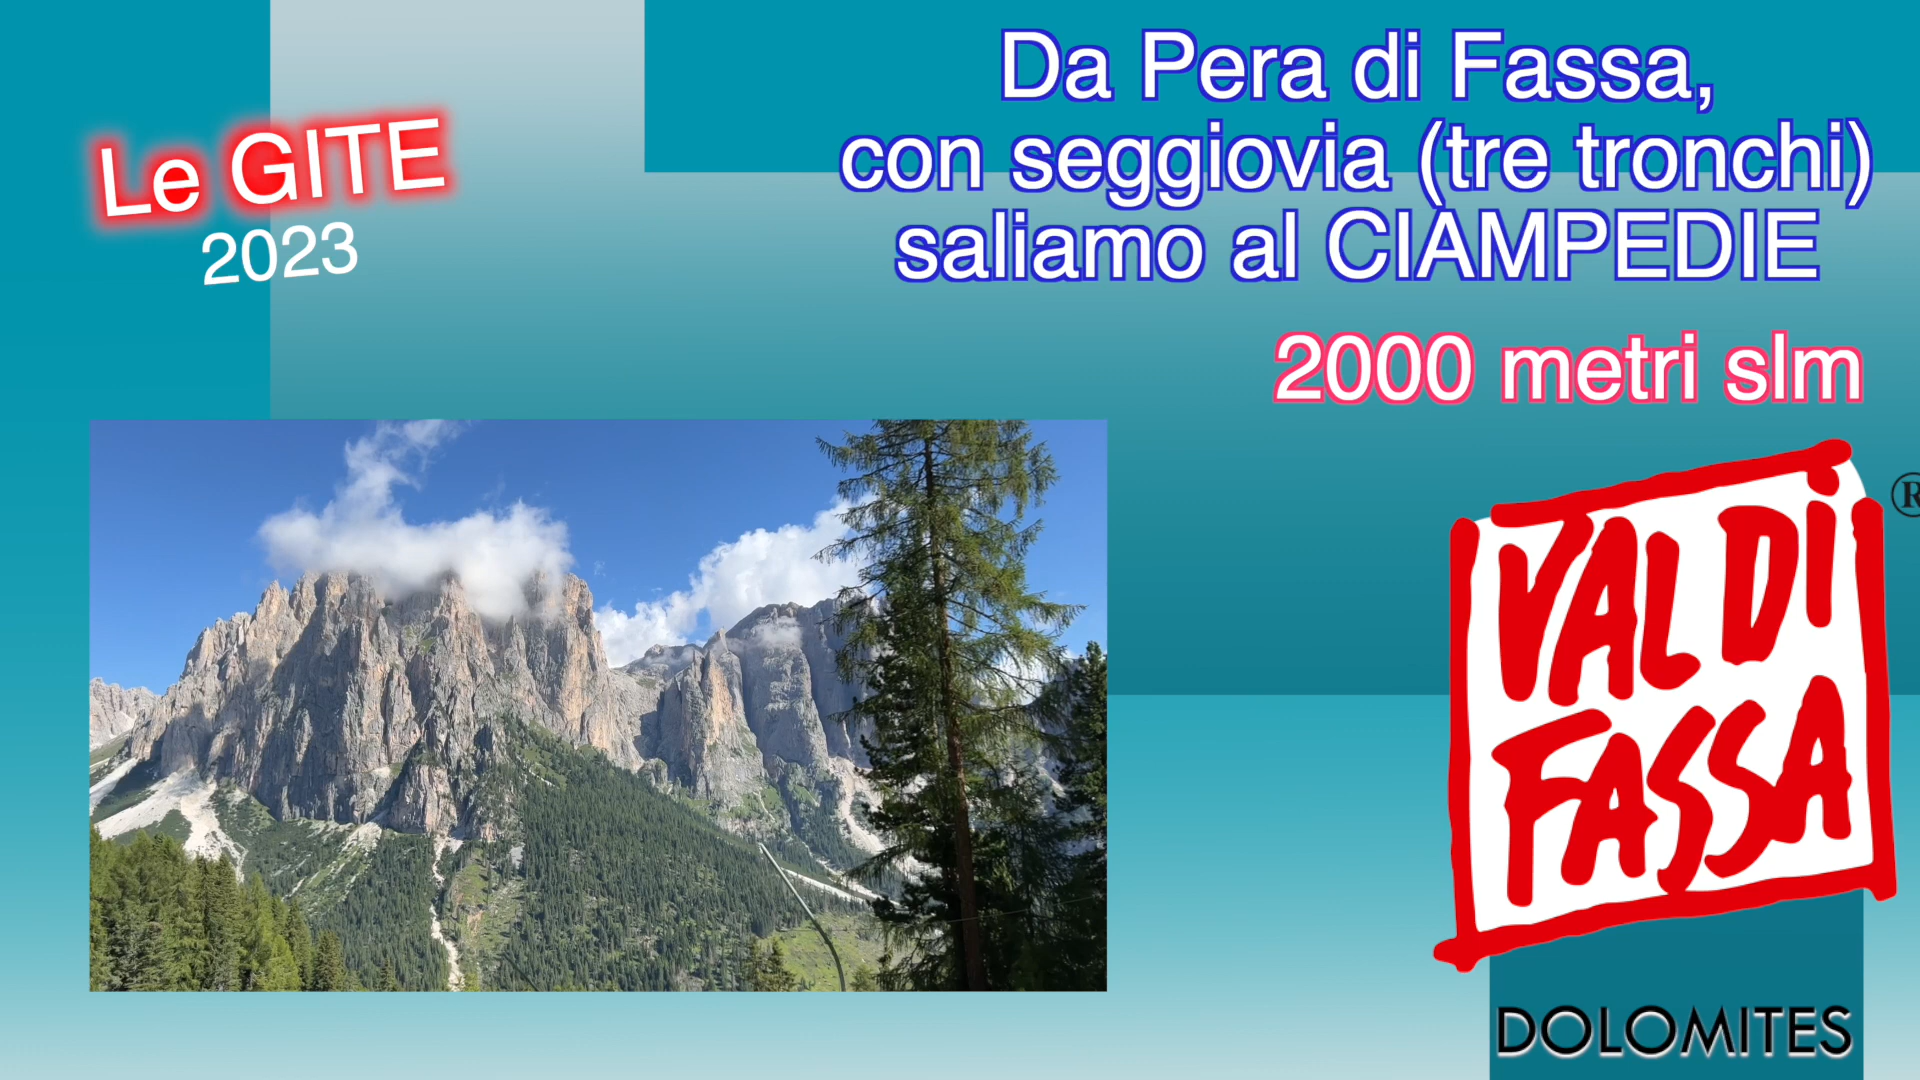 Le GITE
2023
Da Pera di Fassa,
con seggiovia (tre tronchi)
saliamo al CIAMPEDIE
2000 metri slm
VAL DI
FASSA
®
DOLOMITES